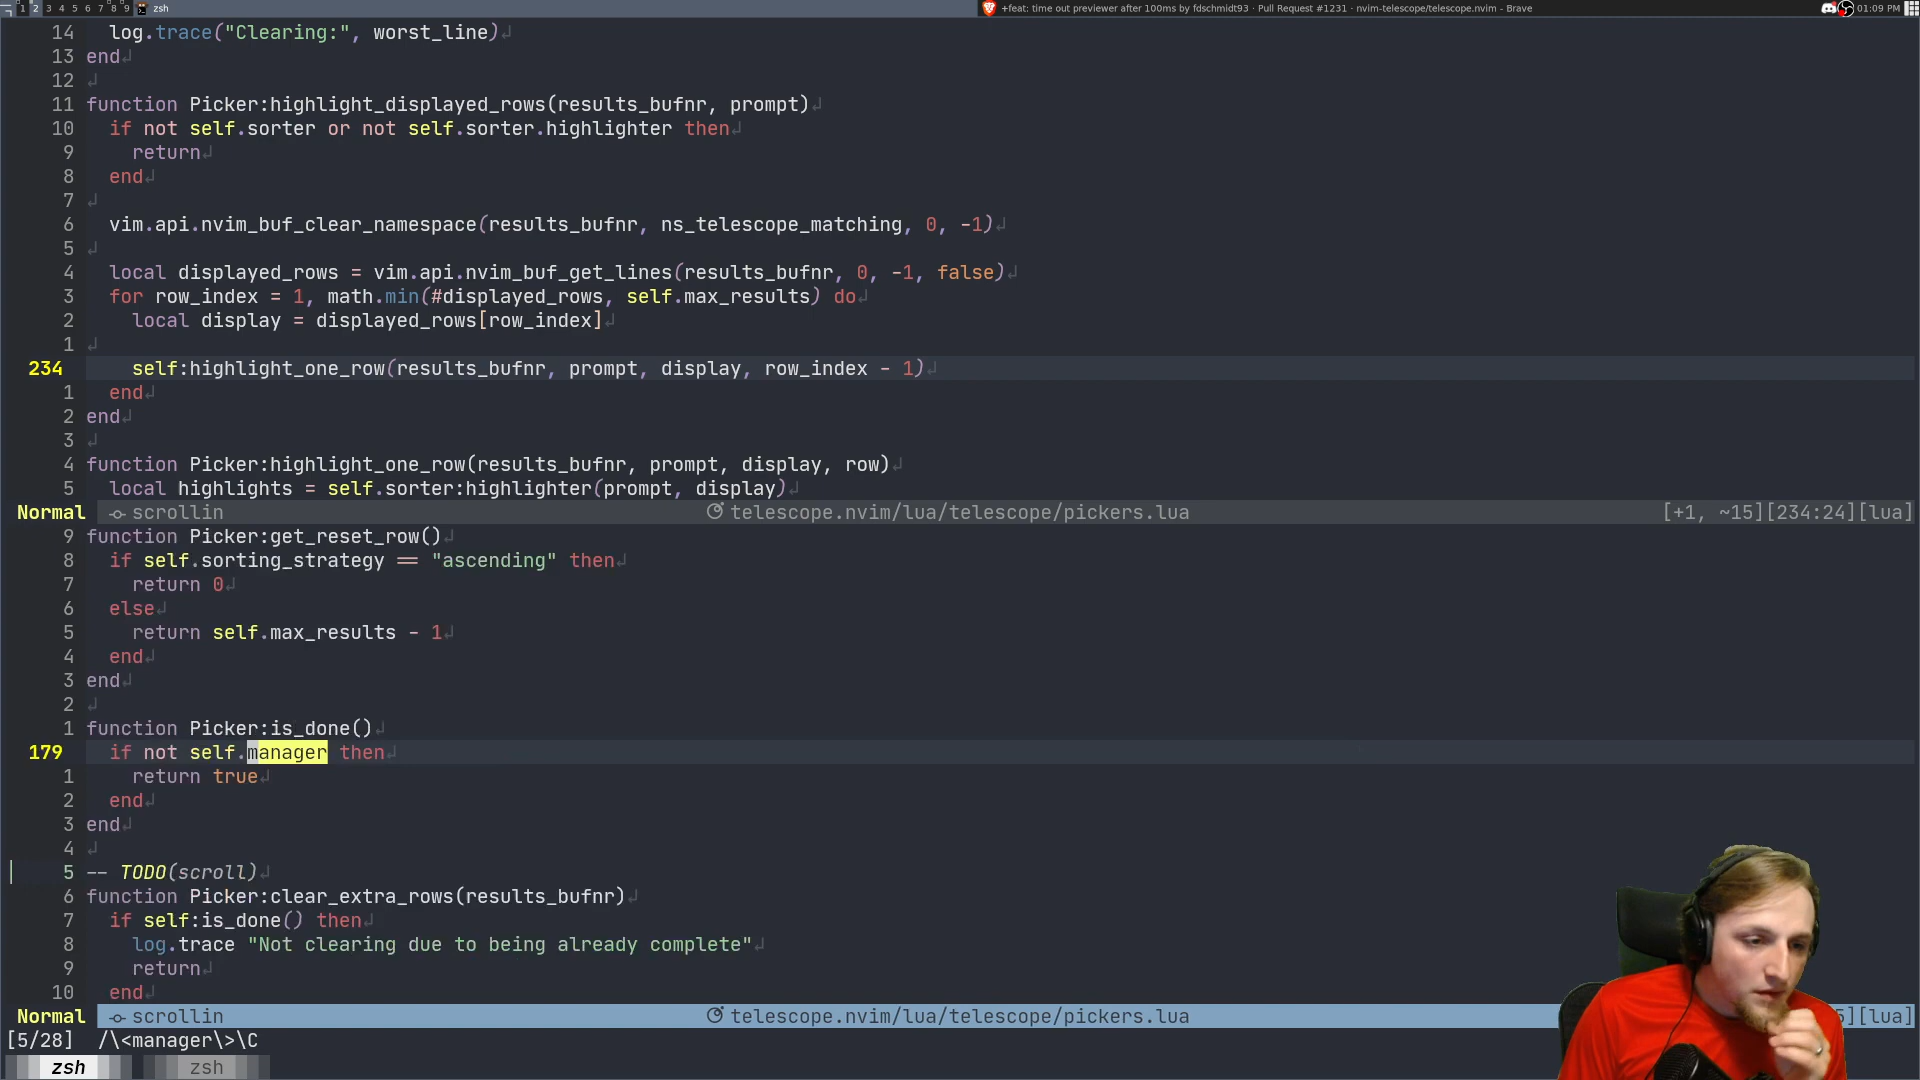 1 2 3 4 5 6 7 8 9 zsh
+feat: time out previewer after 100ms by fdschmidt93 · Pull Request #1231 · nvim-telescope/telescope.nvim - Brave
01:09 PM
14 log.trace("Clearing:", worst_line)
13 end
12
11 function Picker:highlight_displayed_rows(results_bufnr, prompt)
10 if not self.sorter or not self.sorter.highlighter then
9 return
8 end
7
6 vim.api.nvim_buf_clear_namespace(results_bufnr, ns_telescope_matching, 0, -1)
5
4 local displayed_rows = vim.api.nvim_buf_get_lines(results_bufnr, 0, -1, false)
3 for row_index = 1, math.min(#displayed_rows, self.max_results) do
2 local display = displayed_rows[row_index]
1
234 self:highlight_one_row(results_bufnr, prompt, display, row_index - 1)
1 end
2 end
3
4 function Picker:highlight_one_row(results_bufnr, prompt, display, row)
5 local highlights = self.sorter:highlighter(prompt, display)
Normal scrollin telescope.nvim/lua/telescope/pickers.lua [+1, ~15][234:24][lua]
9 function Picker:get_reset_row()
8 if self.sorting_strategy == "ascending" then
7 return 0
6 else
5 return self.max_results - 1
4 end
3 end
2
1 function Picker:is_done()
179 if not self.manager then
1 return true
2 end
3 end
4
5 -- TODO(scroll)
6 function Picker:clear_extra_rows(results_bufnr)
7 if self:is_done() then
8 log.trace "Not clearing due to being already complete"
9 return
10 end
Normal scrollin telescope.nvim/lua/telescope/pickers.lua ][lua]
[5/28] /\<manager\>\C
zsh zsh